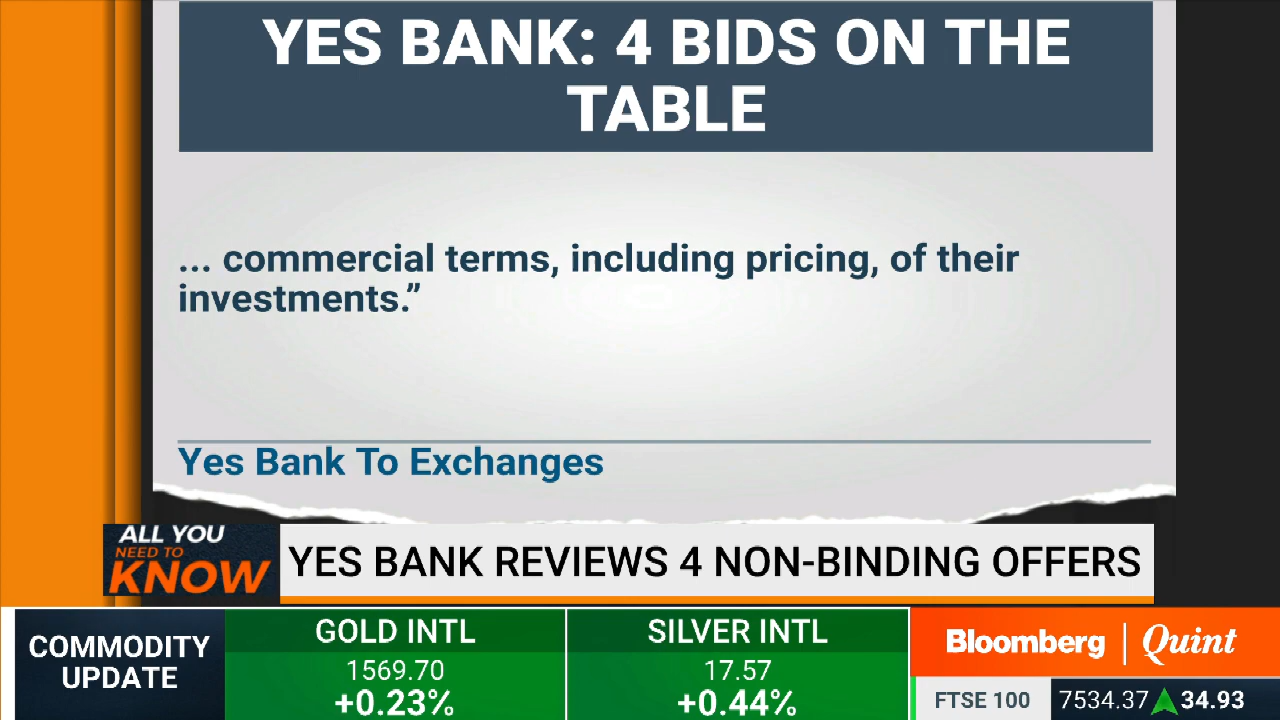 YES BANK: 4 BIDS ON THE
TABLE
... commercial terms, including pricing, of their
investments.”
Yes Bank To Exchanges
ALL YOU
NEED TO
KNOW
YES BANK REVIEWS 4 NON-BINDING OFFERS
COMMODITY
UPDATE
GOLD INTL
1569.70
+0.23%
SILVER INTL
17.57
+0.44%
Bloomberg | Quint
FTSE 100 7534.37 34.93